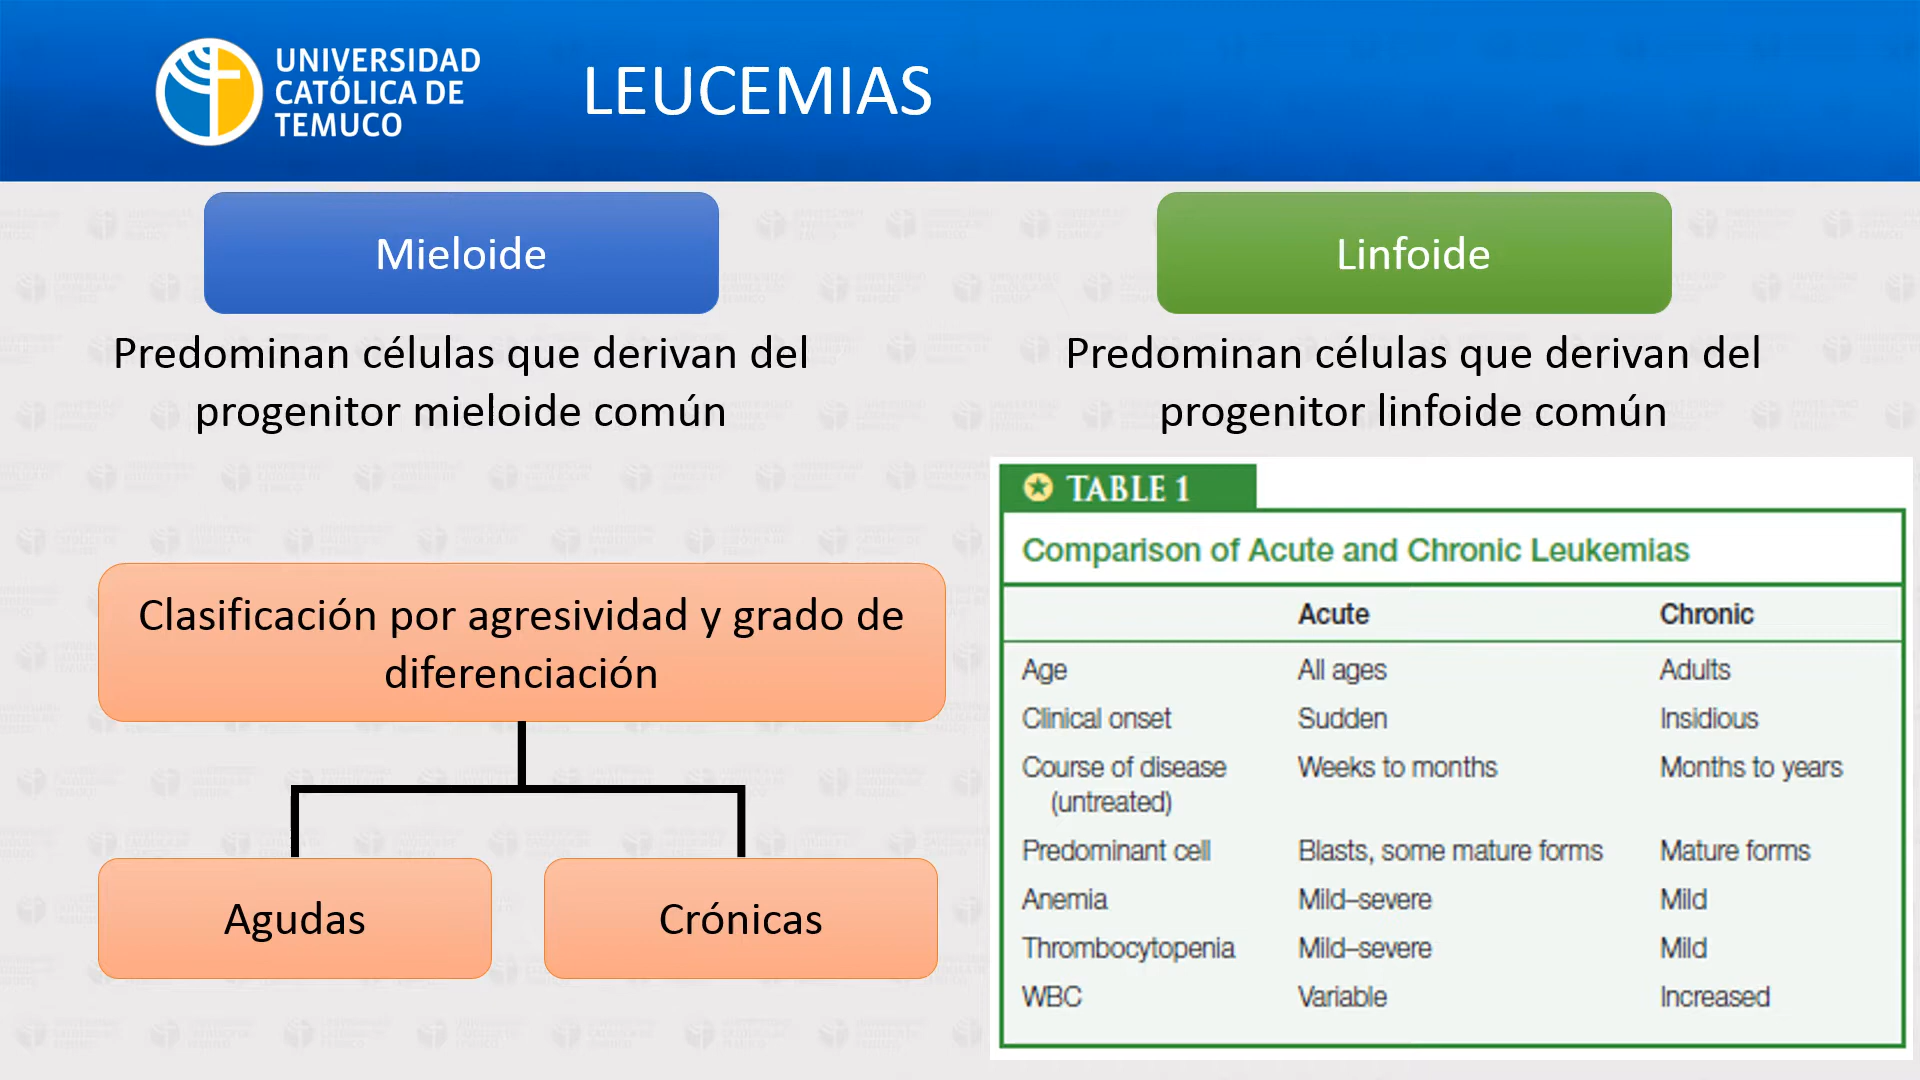 UNIVERSIDAD
CATÓLICA DE
TEMUCO
LEUCEMIAS
Mieloide
Predominan células que derivan del
progenitor mieloide común
Linfoide
Predominan células que derivan del
progenitor linfoide común
Clasificación por agresividad y grado de
diferenciación
Agudas
Crónicas
TABLE 1
Comparison of Acute and Chronic Leukemias
Acute Chronic
Age All ages Adults
Clinical onset Sudden Insidious
Course of disease Weeks to months Months to years
(untreated)
Predominant cell Blasts, some mature forms Mature forms
Anemia Mild–severe Mild
Thrombocytopenia Mild–severe Mild
WBC Variable Increased